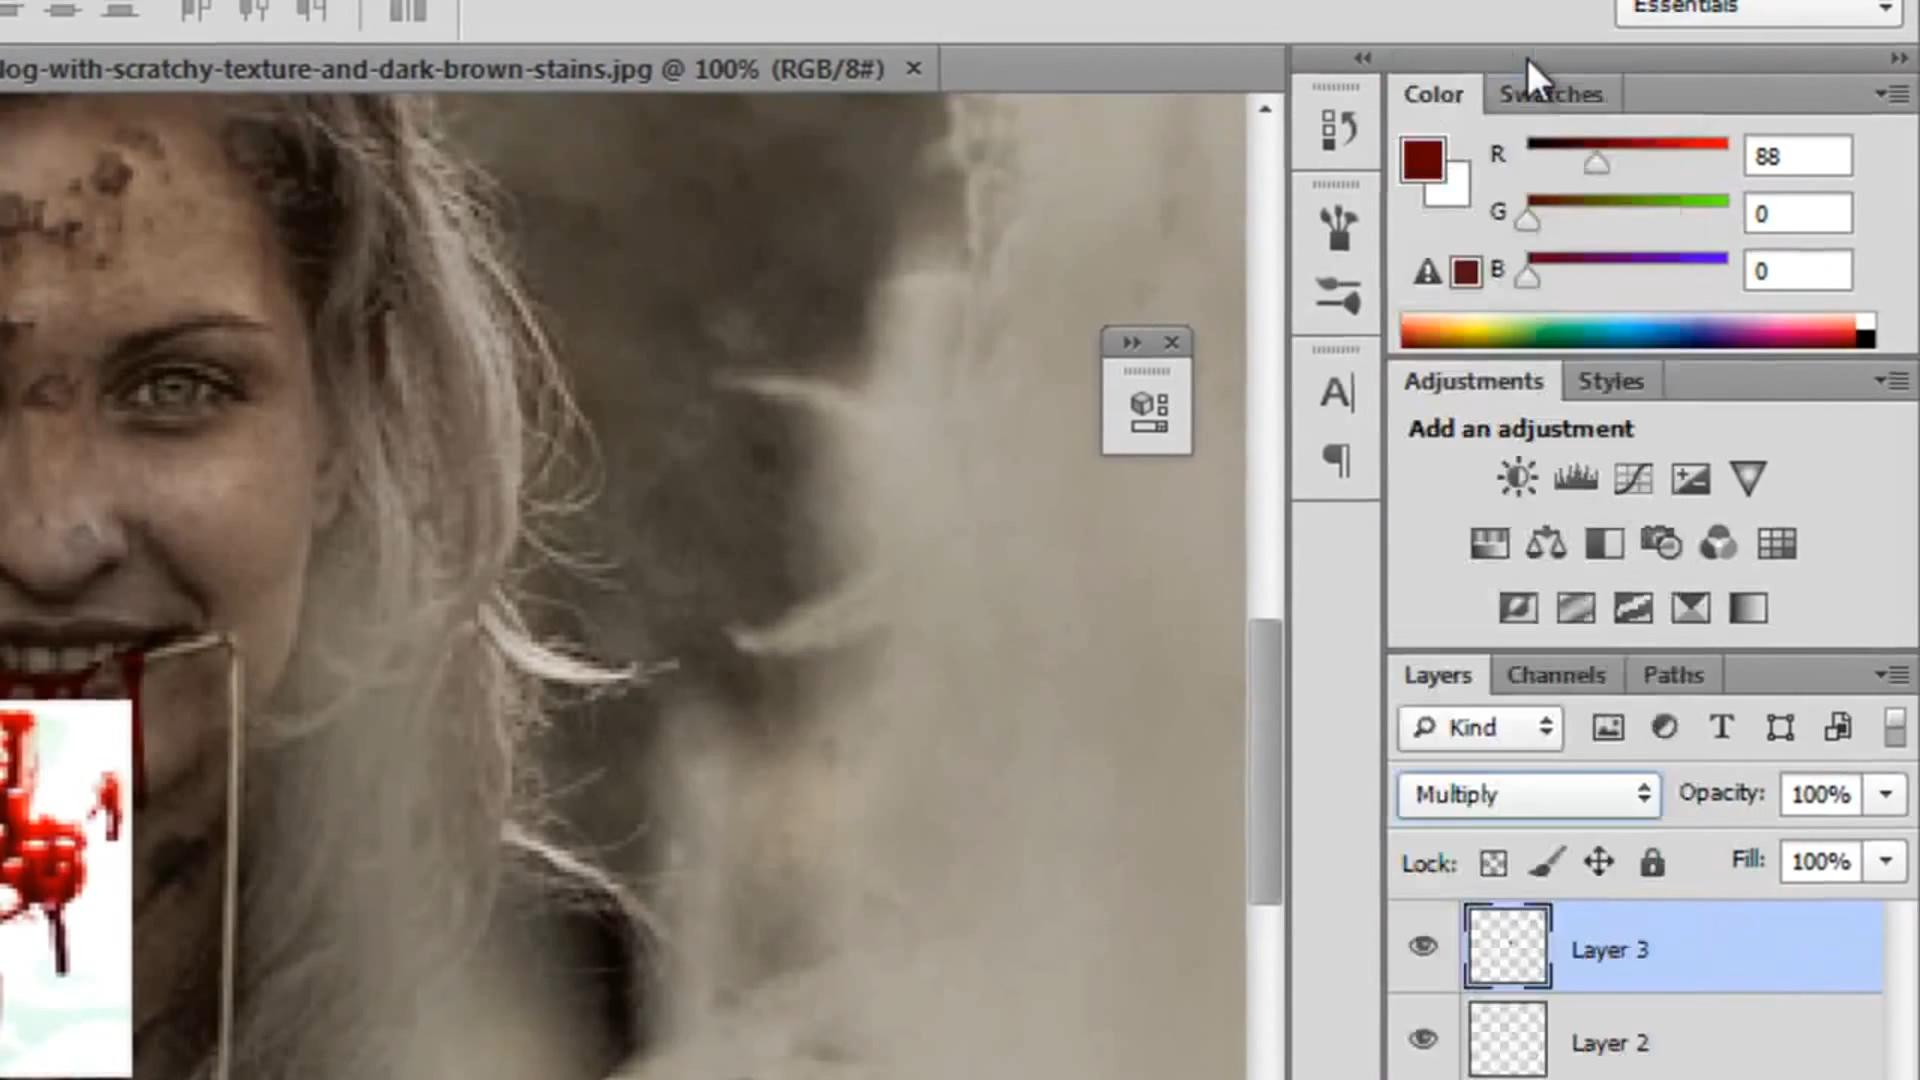 Essentials
log-with-scratchy-texture-and-dark-brown-stains.jpg @ 100% (RGB/8#) ×
Color Swatches
R 88
G 0
B 0
Adjustments Styles
Add an adjustment
Layers Channels Paths
Kind
Multiply Opacity: 100%
Lock: Fill: 100%
Layer 3
Layer 2